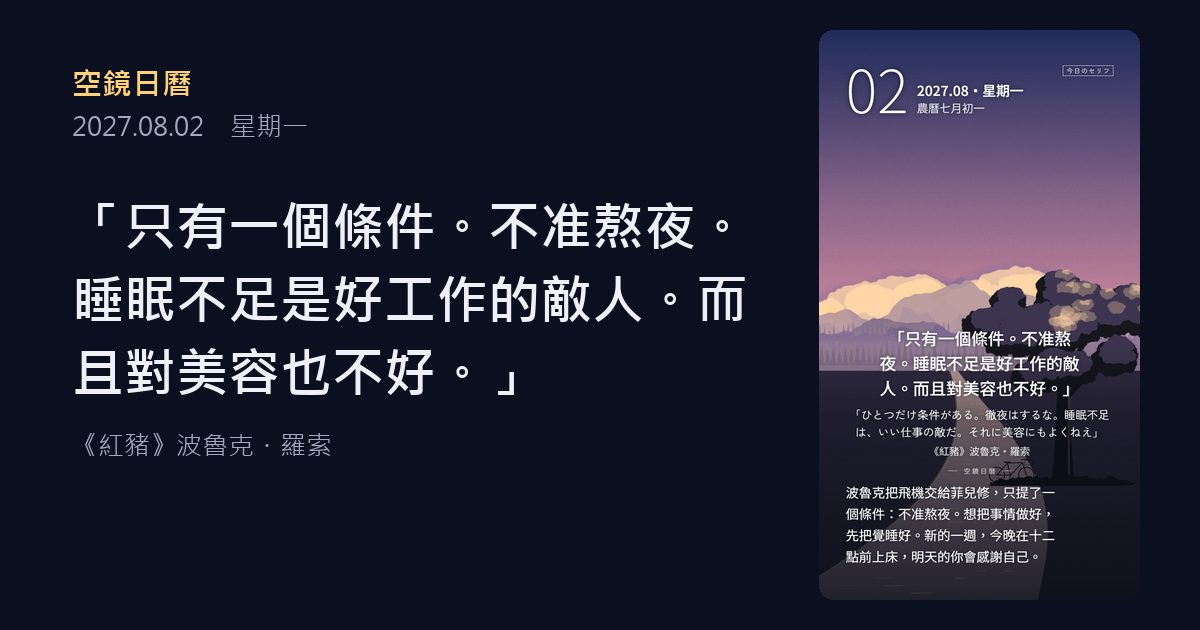 空鏡日曆
2027.08.02 星期一
「只有一個條件。不准熬夜。
睡眠不足是好工作的敵人。而
且對美容也不好。」
《紅豬》波魯克·羅索
今日のセリフ
02
2027.08・星期一
農曆七月初一
「只有一個條件。不准熬
夜。睡眠不足是好工作的敵
人。而且對美容也不好。」
「ひとつだけ条件がある。徹夜はするな。睡眠不足
は、いい仕事の敵だ。それに美容にもよくねえ」
《紅豬》波魯克・羅索
— 空鏡日曆 —
波魯克把飛機交給菲兒修，只提了一
個條件：不准熬夜。想把事情做好，
先把覺睡好。新的一週，今晚在十二
點前上床，明天的你會感謝自己。